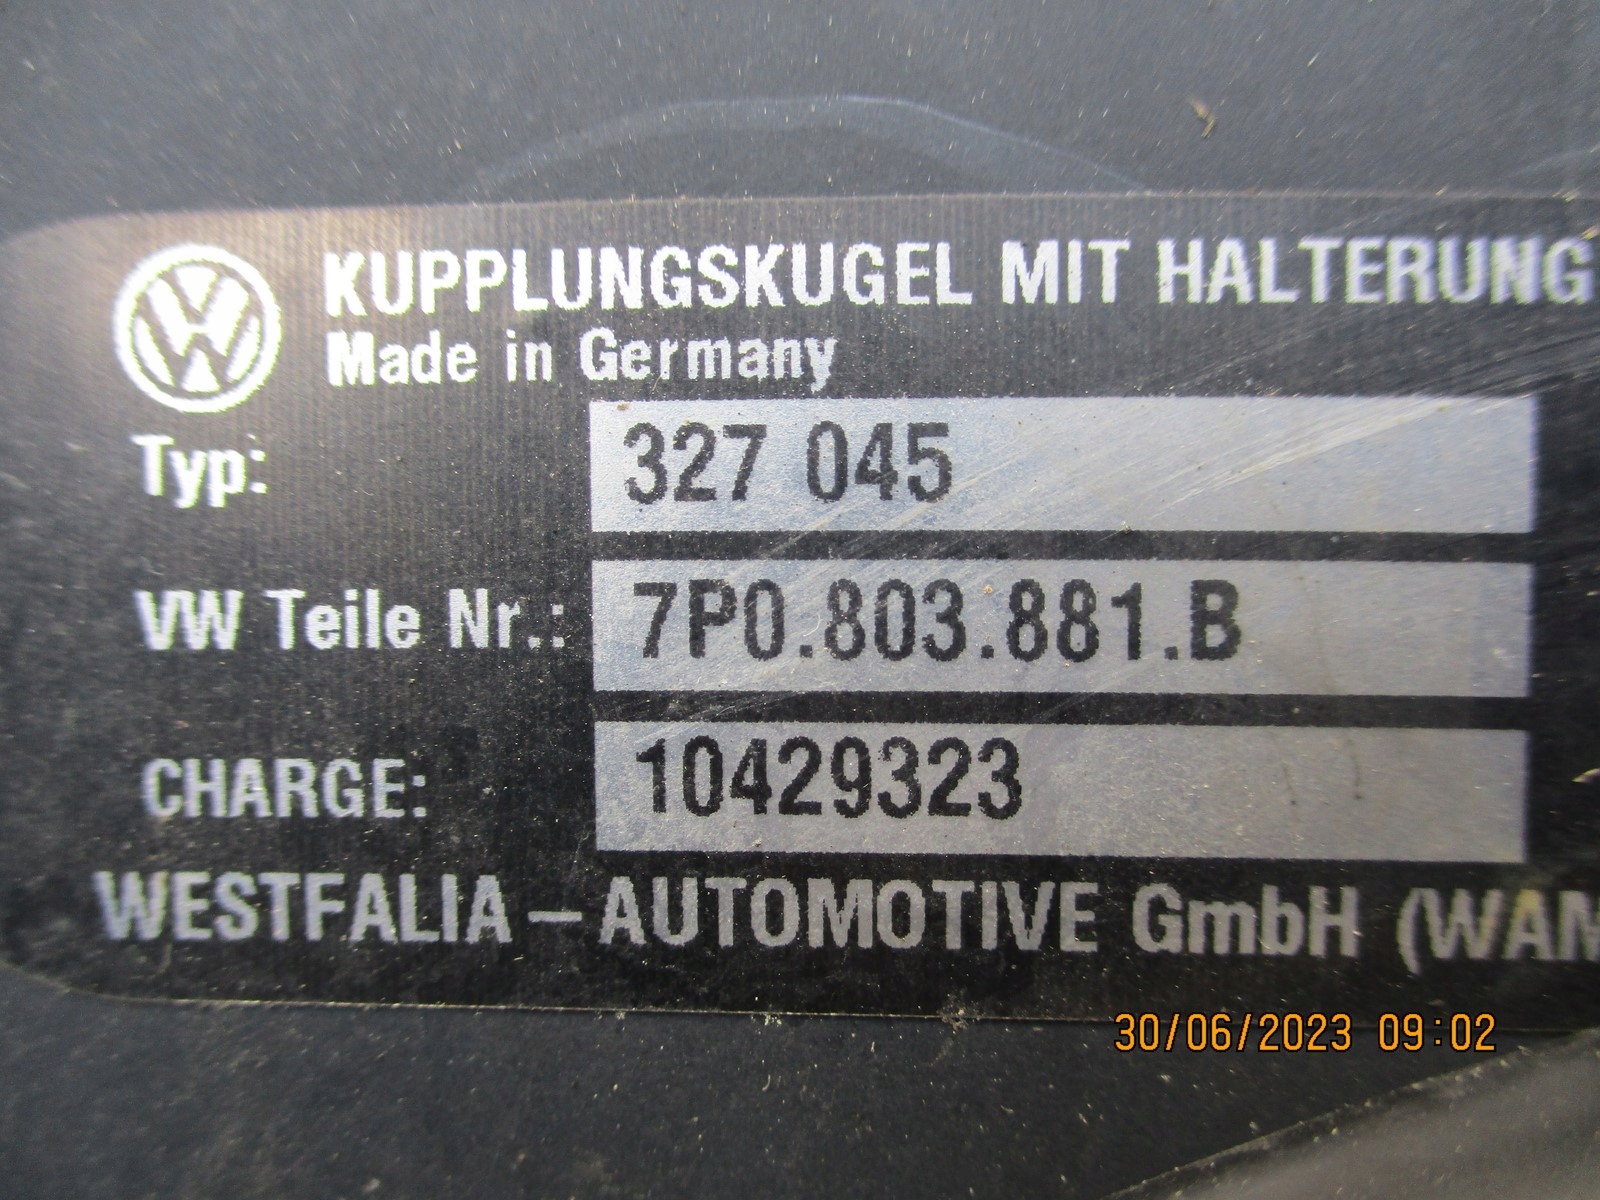 KUPPLUNGSKUGEL MIT HALTERUNG
Made in Germany
Typ: 327 045
VW Teile Nr.: 7P0.803.881.B
CHARGE: 10429323
WESTFALIA – AUTOMOTIVE GmbH (WAM
30/06/2023 09:02